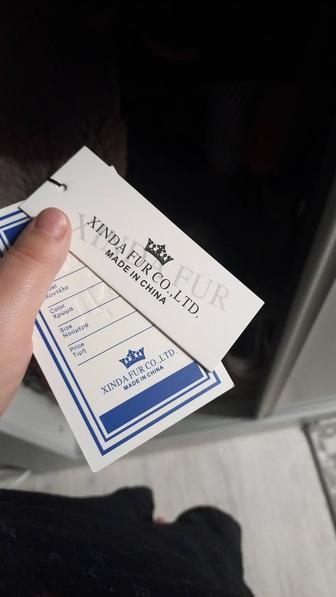 XINDA FUR
XINDA FUR CO.,LTD.
MADE IN CHINA
Color
Χρώμα
Size
Νούμερο
Price
Τιμή
XINDA FUR CO.,LTD.
MADE IN CHINA